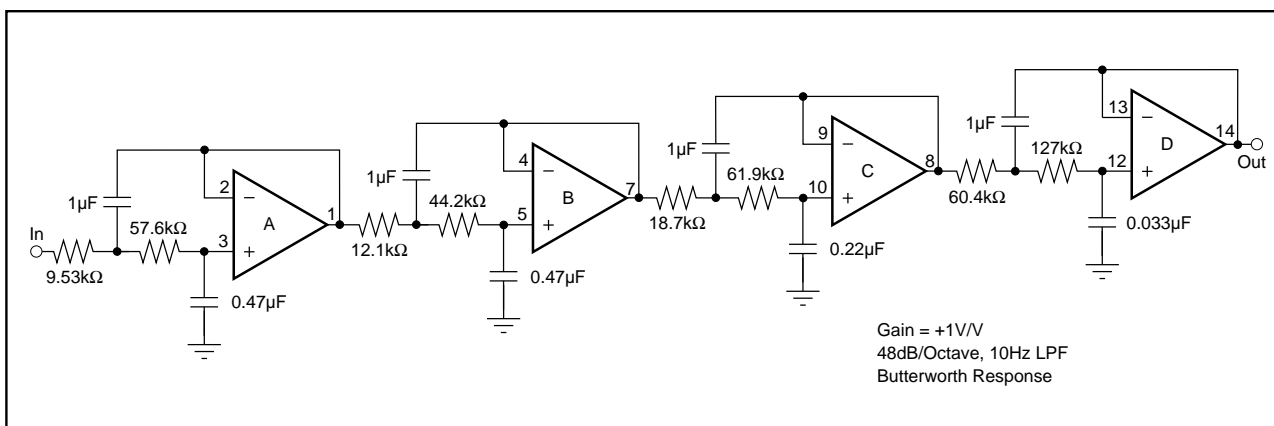 In
9.53kΩ
1µF
57.6kΩ
0.47µF
2
3
−
+
A
1
12.1kΩ
1µF
44.2kΩ
0.47µF
4
5
−
+
B
7
18.7kΩ
1µF
61.9kΩ
0.22µF
9
10
−
+
C
8
60.4kΩ
1µF
127kΩ
0.033µF
13
12
−
+
D
14
Out
Gain = +1V/V
48dB/Octave, 10Hz LPF
Butterworth Response